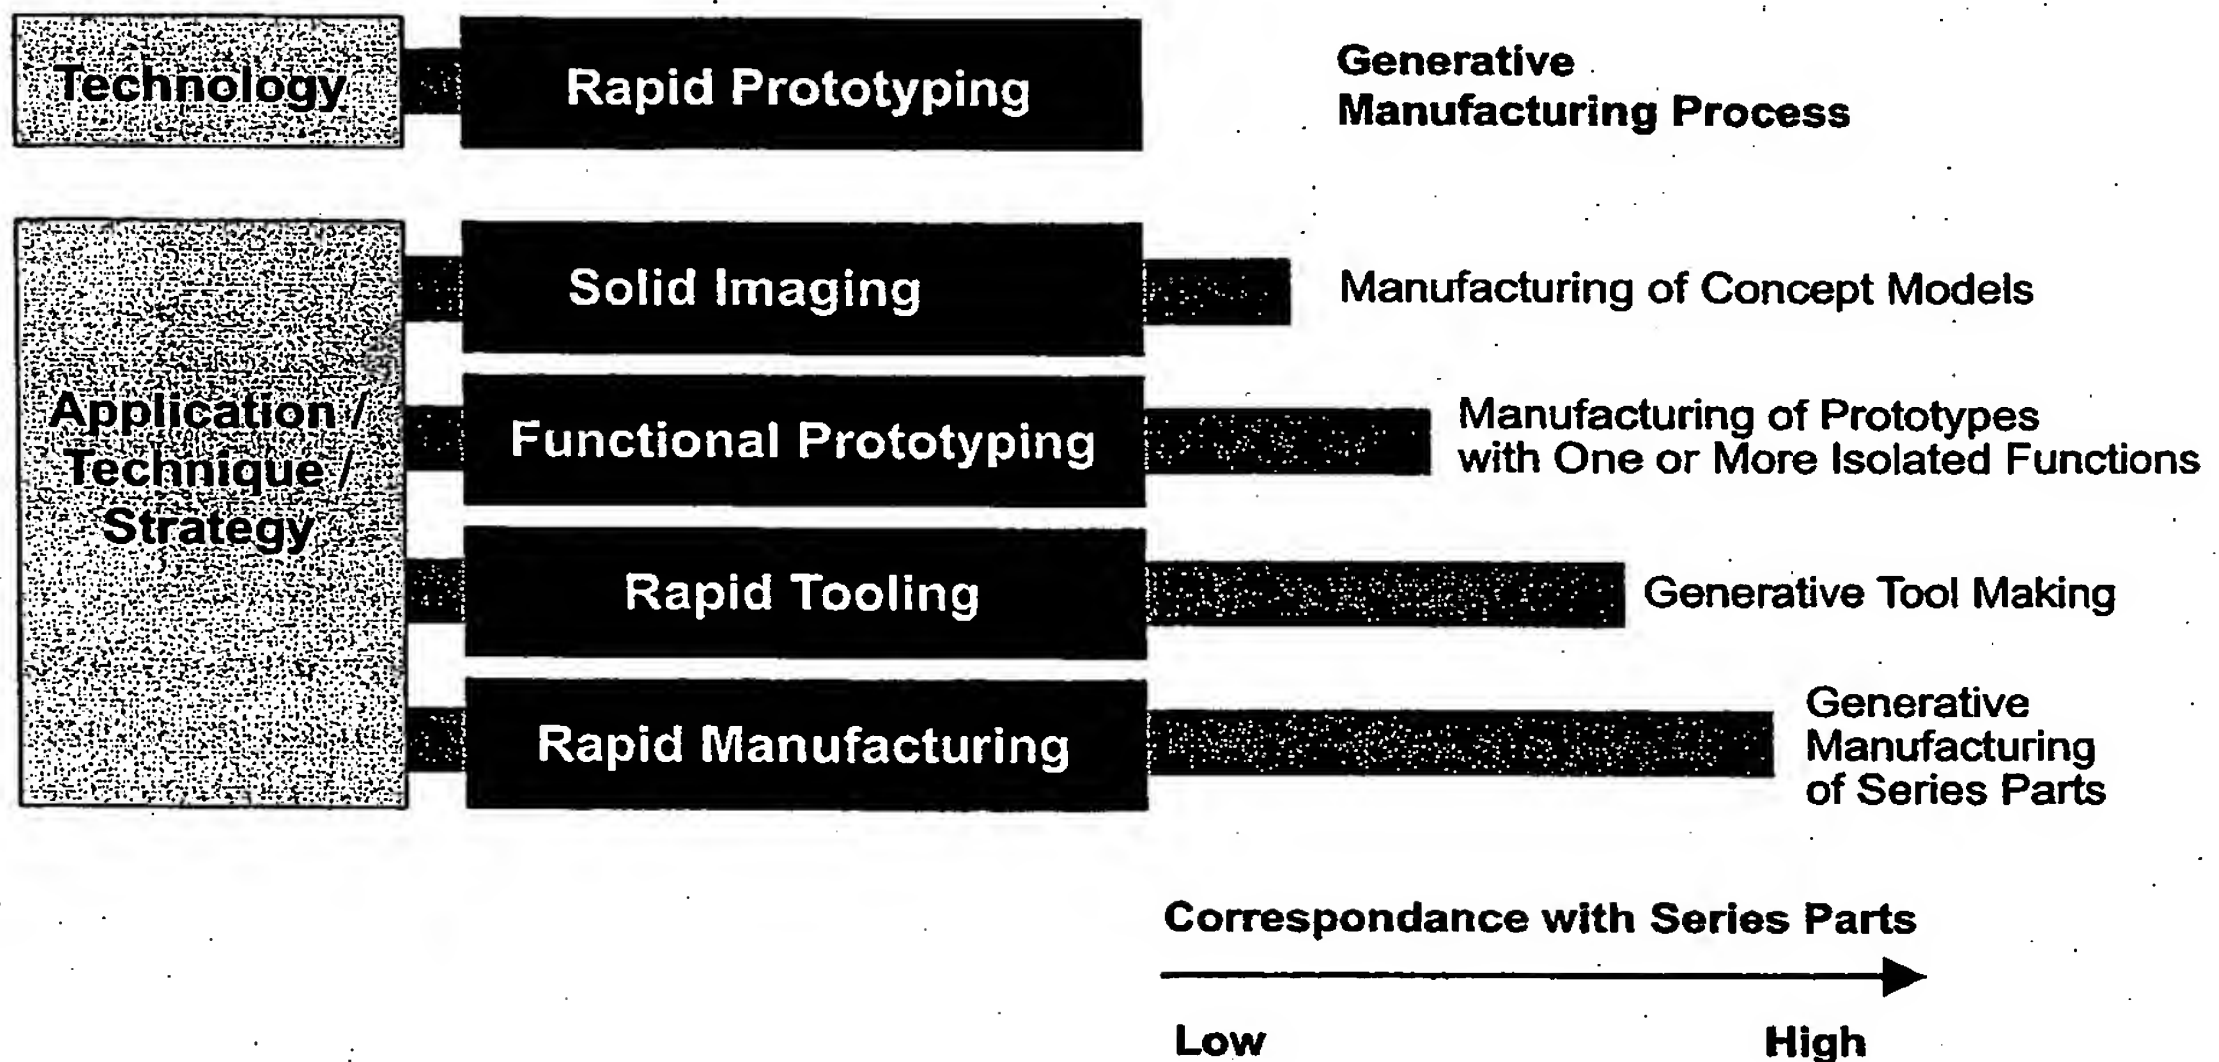 Technology
Rapid Prototyping
Generative
Manufacturing Process
Application /
Technique /
Strategy
Solid Imaging
Manufacturing of Concept Models
Functional Prototyping
Manufacturing of Prototypes
with One or More Isolated Functions
Rapid Tooling
Generative Tool Making
Rapid Manufacturing
Generative
Manufacturing
of Series Parts
Correspondance with Series Parts
Low
High